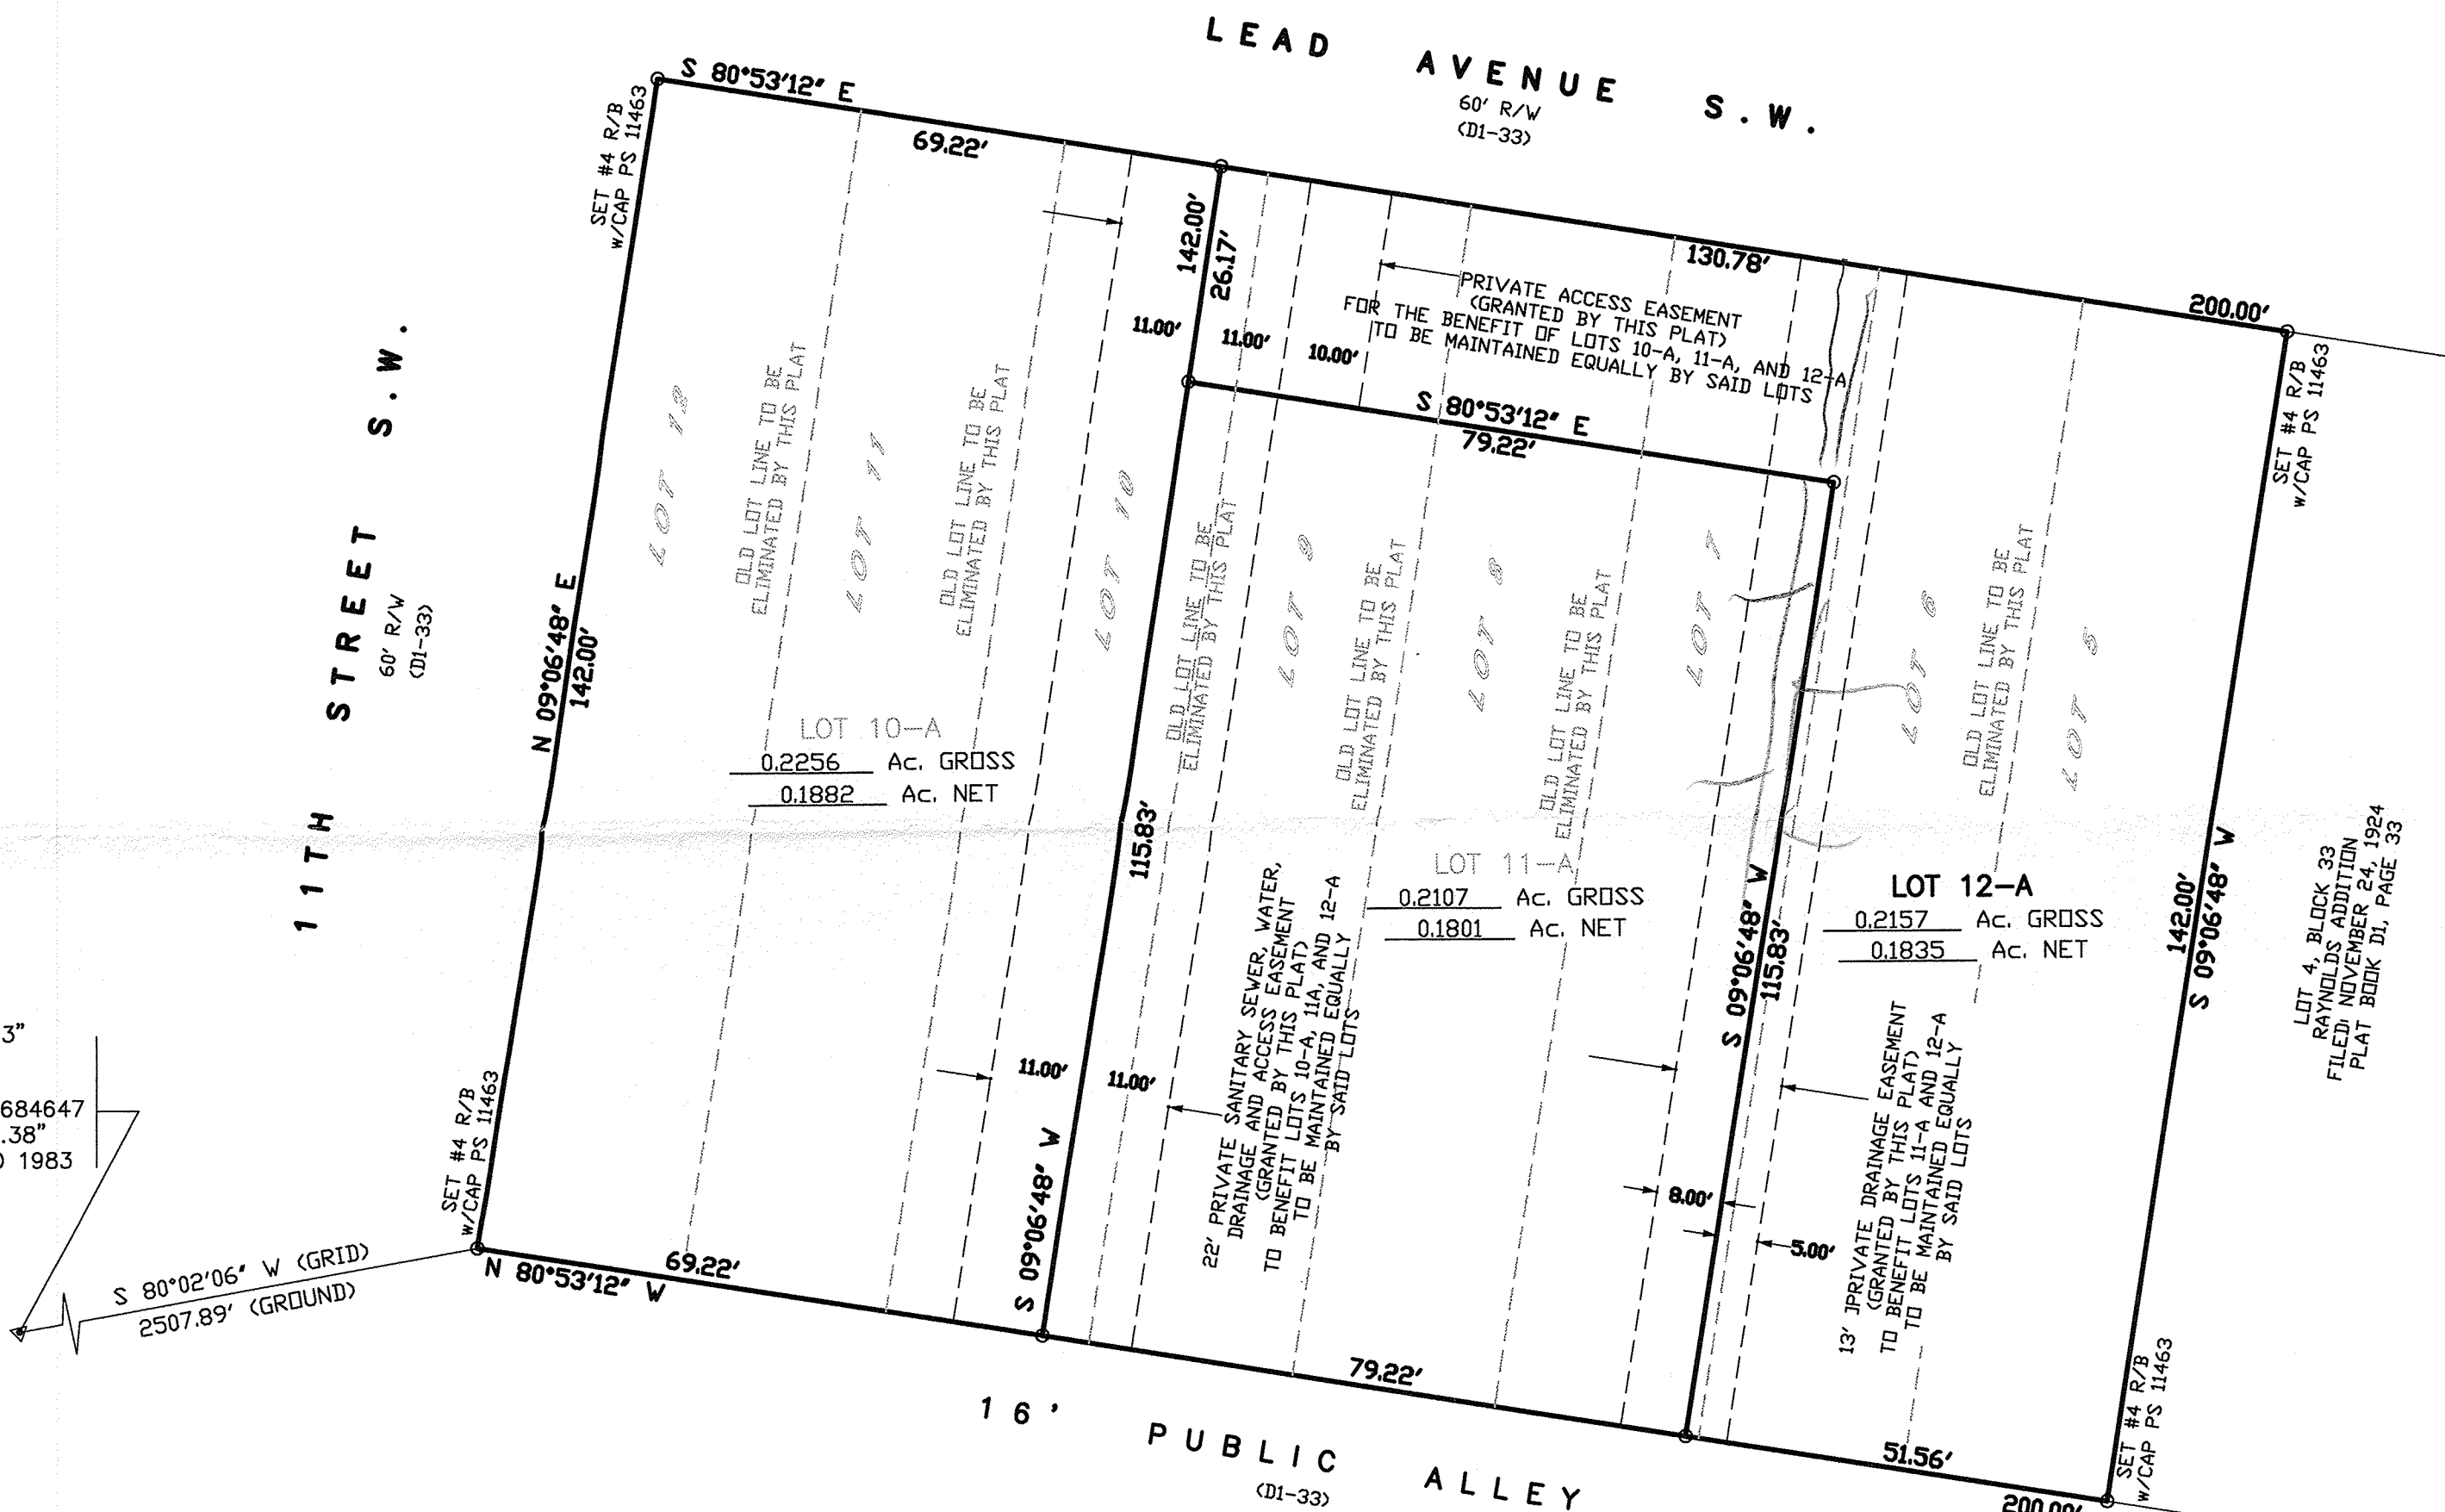 LEAD AVENUE S.W.
60' R/W
(D1-33)
S 80°53'12" E
69.22'
130.78'
200.00'
SET #4 R/B
w/CAP PS 11463
142.00'
26.17'
11.00'
11.00'
10.00'
PRIVATE ACCESS EASEMENT
(GRANTED BY THIS PLAT)
FOR THE BENEFIT OF LOTS 10-A, 11-A, AND 12-A
TO BE MAINTAINED EQUALLY BY SAID LOTS
S 80°53'12" E
79.22'
SET #4 R/B
w/CAP PS 11463
11TH STREET S.W.
60' R/W
(D1-33)
N 09°06'48" E
142.00'
LOT 12
OLD LOT LINE TO BE
ELIMINATED BY THIS PLAT
LOT 11
OLD LOT LINE TO BE
ELIMINATED BY THIS PLAT
LOT 10
OLD LOT LINE TO BE
ELIMINATED BY THIS PLAT
LOT 9
OLD LOT LINE TO BE
ELIMINATED BY THIS PLAT
LOT 8
OLD LOT LINE TO BE
ELIMINATED BY THIS PLAT
LOT 7
LOT 6
OLD LOT LINE TO BE
ELIMINATED BY THIS PLAT
LOT 5
LOT 10-A
0.2256 Ac. GROSS
0.1882 Ac. NET
115.83'
LOT 11-A
0.2107 Ac. GROSS
0.1801 Ac. NET
S 09°06'48" W
115.83'
LOT 12-A
0.2157 Ac. GROSS
0.1835 Ac. NET
142.00'
S 09°06'48" W
LOT 4, BLOCK 33
RAYNOLDS ADDITION
FILED: NOVEMBER 24, 1924
PLAT BOOK D1, PAGE 33
11.00'
11.00'
S 09°06'48" W
22' PRIVATE SANITARY SEWER, WATER,
DRAINAGE AND ACCESS EASEMENT
(GRANTED BY THIS PLAT)
TO BENEFIT LOTS 10-A, 11A, AND 12-A
TO BE MAINTAINED EQUALLY
BY SAID LOTS
8.00'
5.00'
13' ]PRIVATE DRAINAGE EASEMENT
(GRANTED BY THIS PLAT)
TO BENEFIT LOTS 11-A AND 12-A
TO BE MAINTAINED EQUALLY
BY SAID LOTS
3"
684647
.38"
1983
SET #4 R/B
w/CAP PS 11463
S 80°02'06" W (GRID)
2507.89' (GROUND)
N 80°53'12" W
69.22'
79.22'
51.56'
200.00'
SET #4 R/B
w/CAP PS 11463
16' PUBLIC ALLEY
(D1-33)